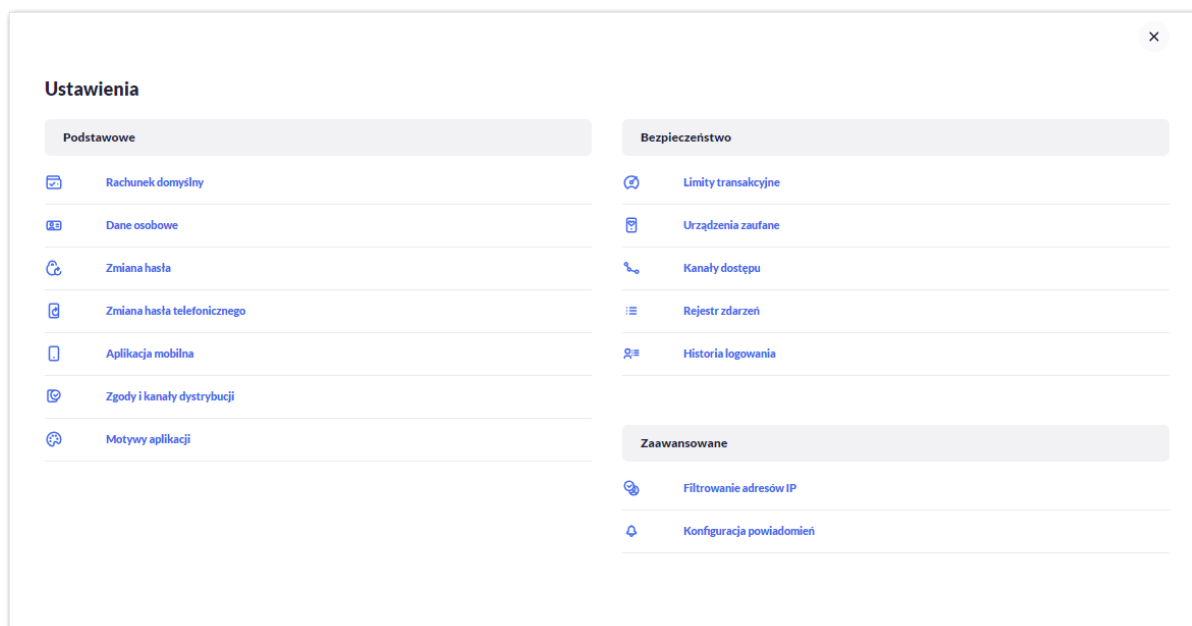 Ustawienia
Podstawowe
Rachunek domyślny
Dane osobowe
Zmiana hasła
Zmiana hasła telefonicznego
Aplikacja mobilna
Zgody i kanały dystrybucji
Motywy aplikacji
Bezpieczeństwo
Limity transakcyjne
Urządzenia zaufane
Kanały dostępu
Rejestr zdarzeń
Historia logowania
Zaawansowane
Filtrowanie adresów IP
Konfiguracja powiadomień